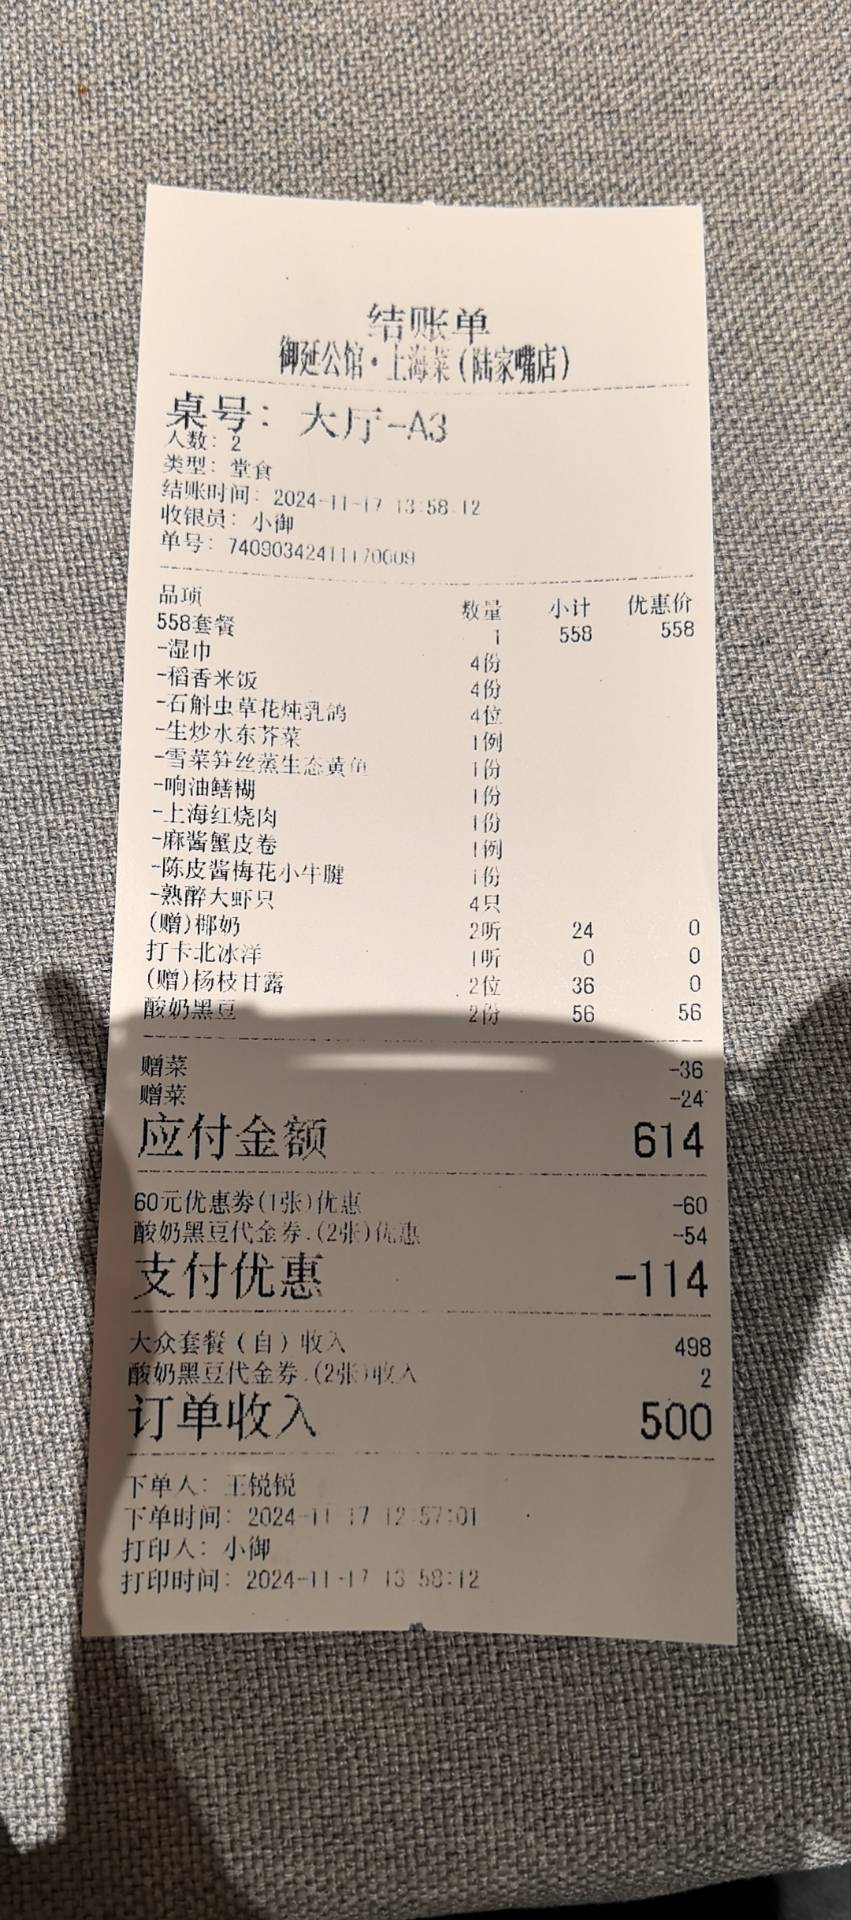 结账单
御延公馆·上海菜(陆家嘴店)
桌号: 大厅-A3
人数: 2
类型: 堂食
结账时间: 2024-11-17 13:58:12
收银员: 小御
单号: 74090342411170009
品项 数量 小计 优惠价
558套餐 1 558 558
-湿巾 4份
-稻香米饭 4份
-石斛虫草花炖乳鸽 4位
-生炒水东芥菜 1例
-雪菜笋丝蒸生态黄鱼 1份
-响油鳝糊 1份
-上海红烧肉 1份
-麻酱蟹皮卷 1例
-陈皮酱梅花小牛腱 1份
-熟醉大虾只 4只
(赠)椰奶 2听 24 0
打卡北冰洋 1听 0 0
(赠)杨枝甘露 2位 36 0
酸奶黑豆 2份 56 56
赠菜 -36
赠菜 -24
应付金额 614
60元优惠券(1张)优惠 -60
酸奶黑豆代金券.(2张)优惠 -54
支付优惠 -114
大众套餐(自)收入 498
酸奶黑豆代金券.(2张)收入 2
订单收入 500
下单人: 王锐锐
下单时间: 2024-11-17 12:57:01
打印人: 小御
打印时间: 2024-11-17 13:58:12